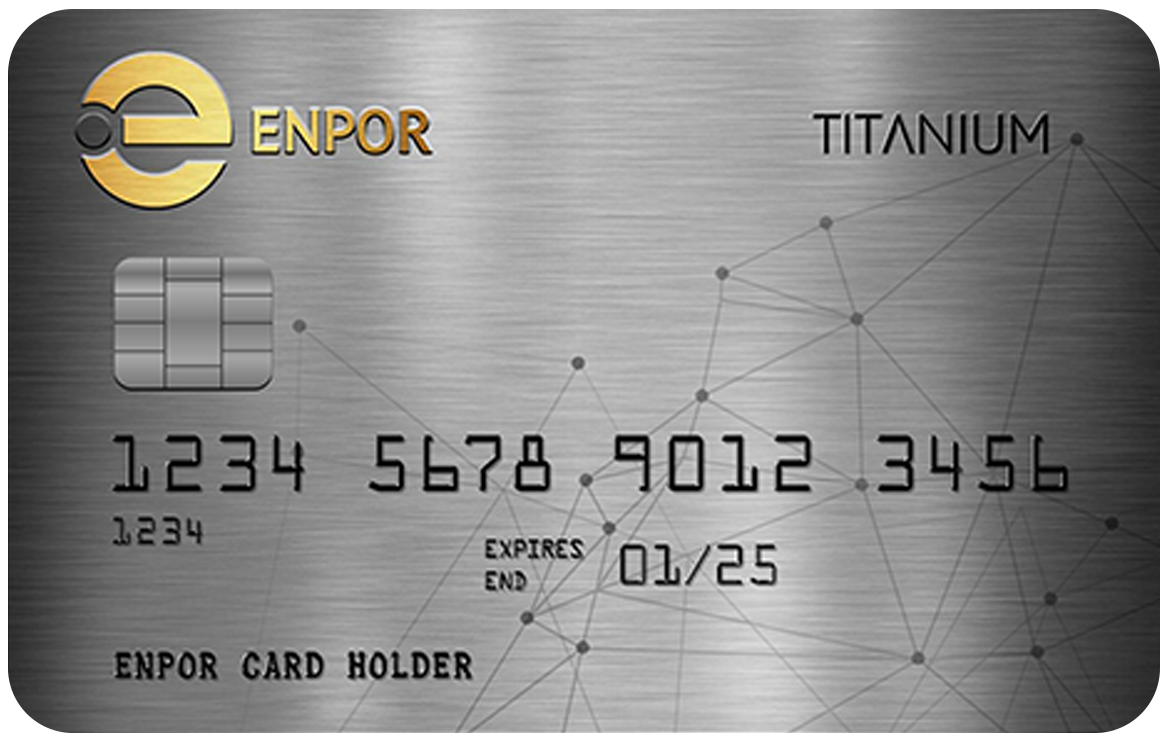 ENPOR
TITANIUM
1234 5678 9012 3456
1234
EXPIRES
END
01/25
ENPOR CARD HOLDER